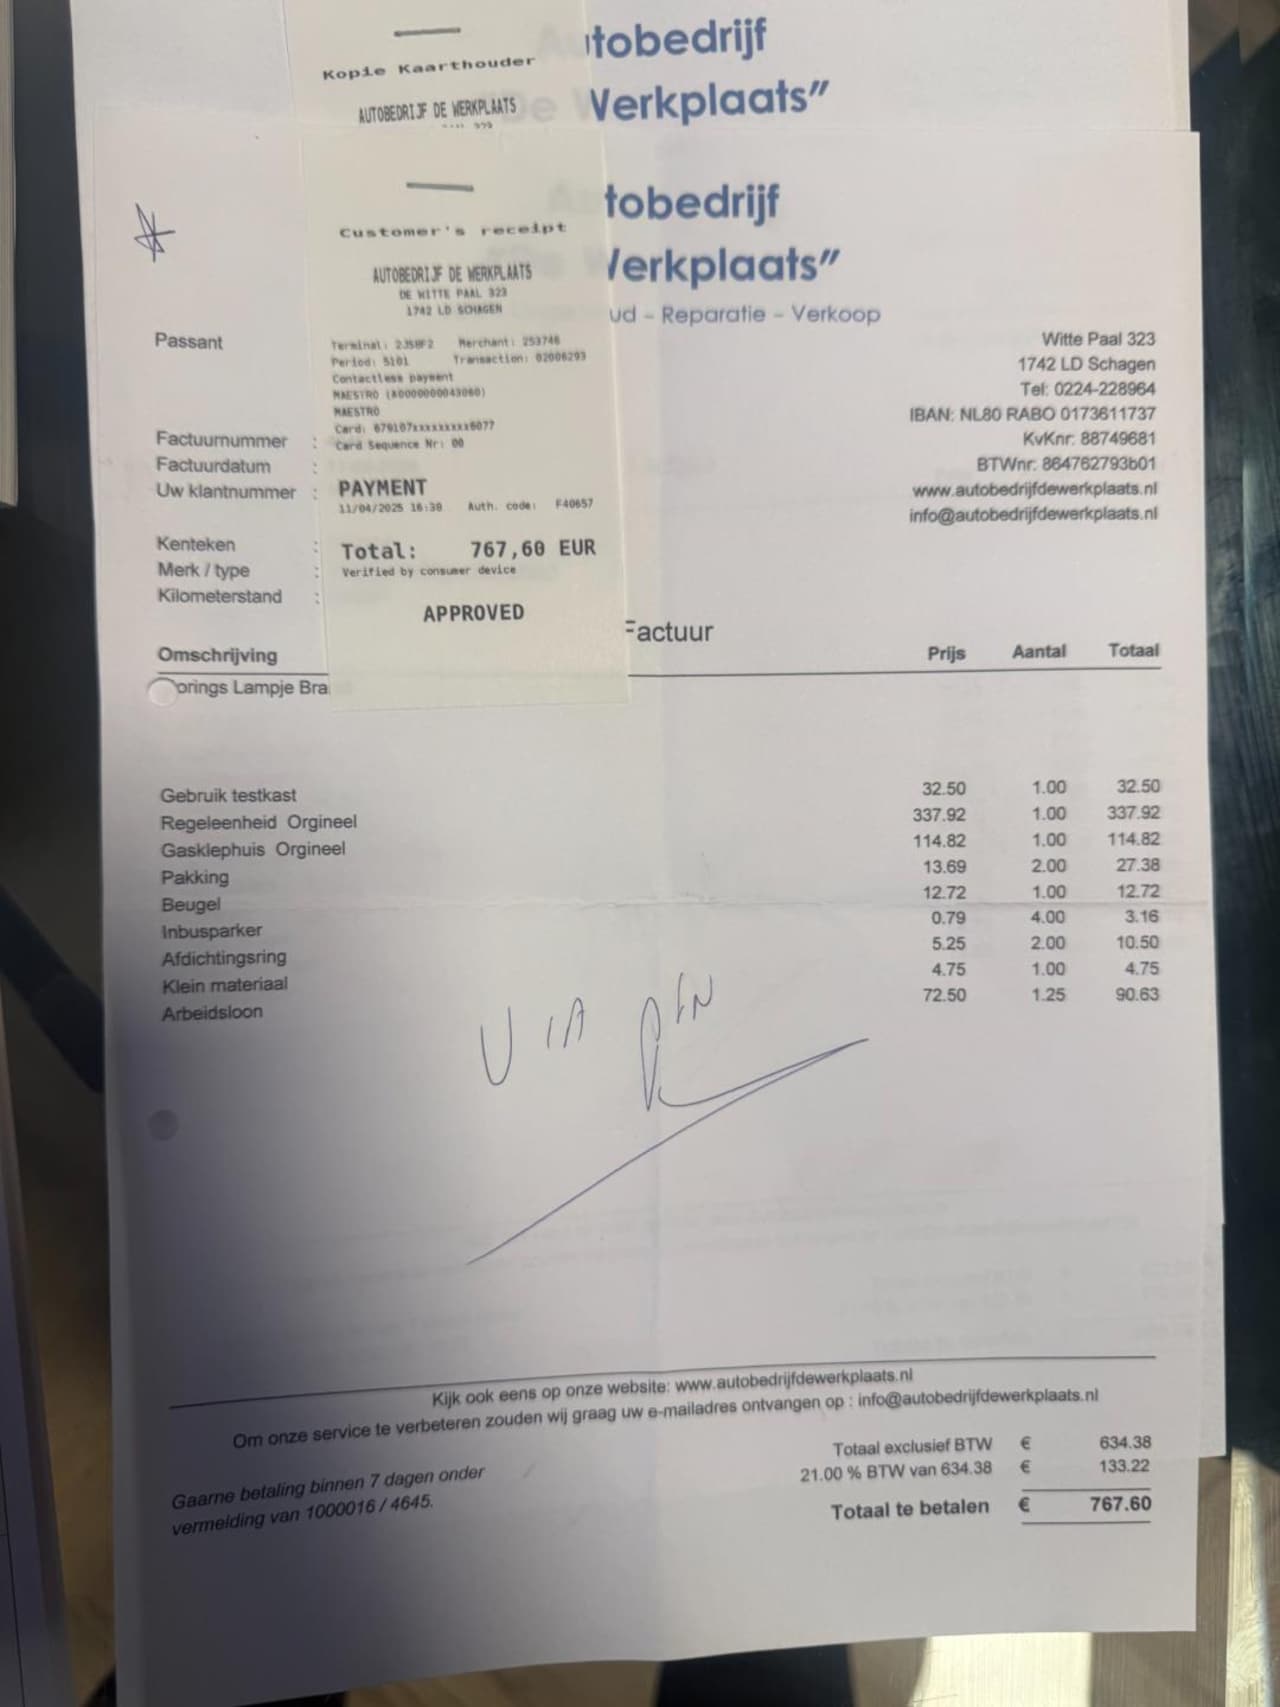 Kopie Kaarthouder
AUTOBEDRIJF DE WERKPLAATS
tobedrijf
Werkplaats”
Customer's receipt
AUTOBEDRIJF DE WERKPLAATS
DE WITTE PAAL 323
1742 LD SCHAGEN
Terminal: 2JSBF2 Merchant: 253746
Period: 5101 Transaction: 02006293
Contactless payment
MAESTRO (A0000000043060)
MAESTRO
Card: 679107xxxxxxxxx6077
Card Sequence Nr: 00
PAYMENT
11/04/2025 16:30 Auth. code: F40657
Total: 767,60 EUR
Verified by consumer device
APPROVED
tobedrijf
Werkplaats”
ud – Reparatie – Verkoop
Passant
Witte Paal 323
1742 LD Schagen
Tel: 0224-228964
IBAN: NL80 RABO 0173611737
KvKnr: 88749681
BTWnr: 864762793b01
www.autobedrijfdewerkplaats.nl
info@autobedrijfdewerkplaats.nl
Factuurnummer :
Factuurdatum :
Uw klantnummer :
Kenteken :
Merk / type :
Kilometerstand :
Factuur
Omschrijving Prijs Aantal Totaal
orings Lampje Bra
Gebruik testkast 32.50 1.00 32.50
Regeleenheid Orgineel 337.92 1.00 337.92
Gasklephuis Orgineel 114.82 1.00 114.82
Pakking 13.69 2.00 27.38
Beugel 12.72 1.00 12.72
Inbusparker 0.79 4.00 3.16
Afdichtingsring 5.25 2.00 10.50
Klein materiaal 4.75 1.00 4.75
Arbeidsloon 72.50 1.25 90.63
VIA PIN
Kijk ook eens op onze website: www.autobedrijfdewerkplaats.nl
Om onze service te verbeteren zouden wij graag uw e-mailadres ontvangen op : info@autobedrijfdewerkplaats.nl
Gaarne betaling binnen 7 dagen onder
vermelding van 1000016 / 4645.
Totaal exclusief BTW € 634.38
21.00 % BTW van 634.38 € 133.22
Totaal te betalen € 767.60